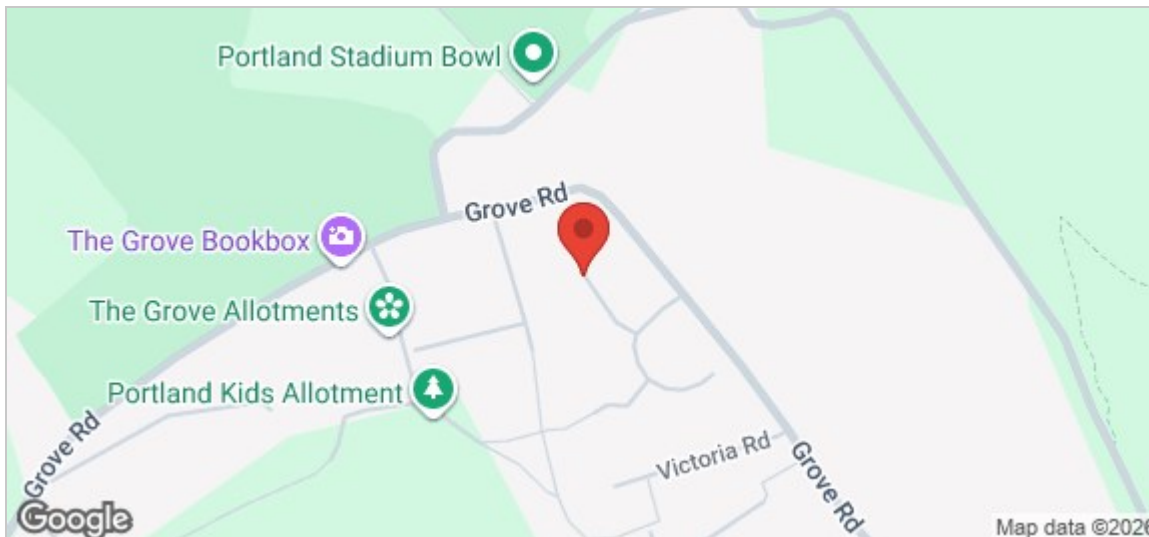 Portland Stadium Bowl
Grove Rd
The Grove Bookbox
The Grove Allotments
Portland Kids Allotment
Grove Rd
Victoria Rd
Grove Rd
Google
Map data ©2026